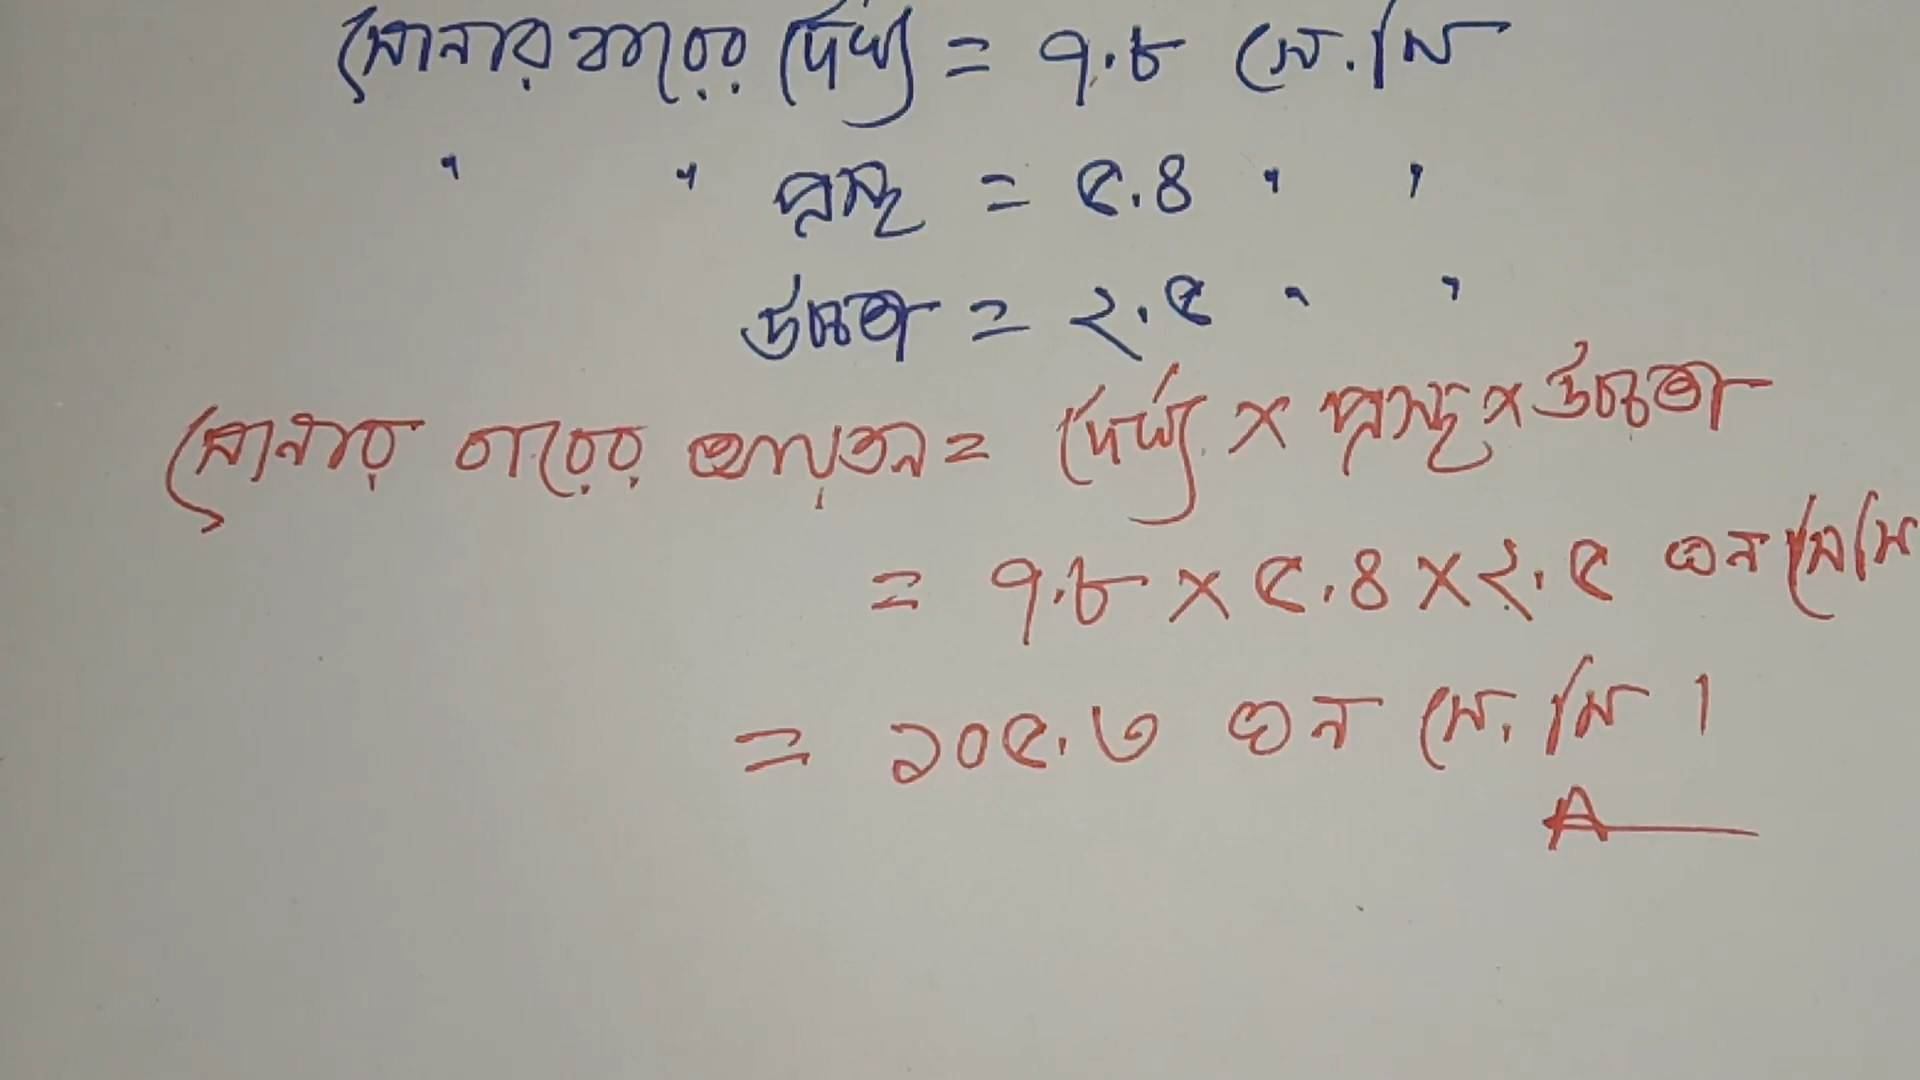 সোনার বারের দৈর্ঘ্য = ৭.৮ সে.মি
" " প্রস্থ = ৫.৪ " "
উচ্চতা = ২.৫ " "
সোনার বারের আয়তন = দৈর্ঘ্য × প্রস্থ × উচ্চতা
= ৭.৮ × ৫.৪ × ২.৫ ঘন সেমি
= ১০৫.৩ ঘন সে.মি।
A